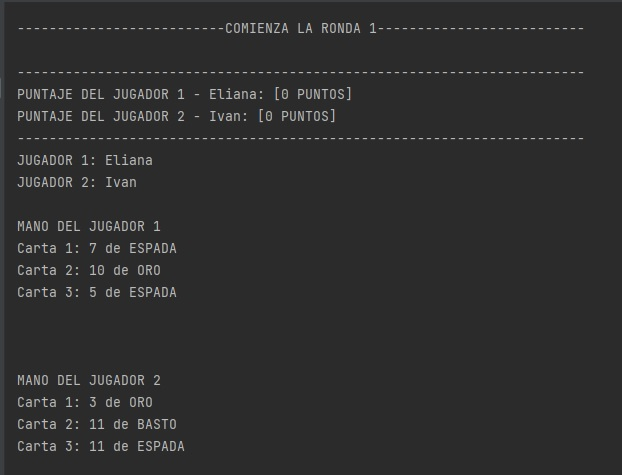 --------------------------COMIENZA LA RONDA 1--------------------------
-----------------------------------------------------------------------
PUNTAJE DEL JUGADOR 1 - Eliana: [0 PUNTOS]
PUNTAJE DEL JUGADOR 2 - Ivan: [0 PUNTOS]
-----------------------------------------------------------------------
JUGADOR 1: Eliana
JUGADOR 2: Ivan
MANO DEL JUGADOR 1
Carta 1: 7 de ESPADA
Carta 2: 10 de ORO
Carta 3: 5 de ESPADA
MANO DEL JUGADOR 2
Carta 1: 3 de ORO
Carta 2: 11 de BASTO
Carta 3: 11 de ESPADA